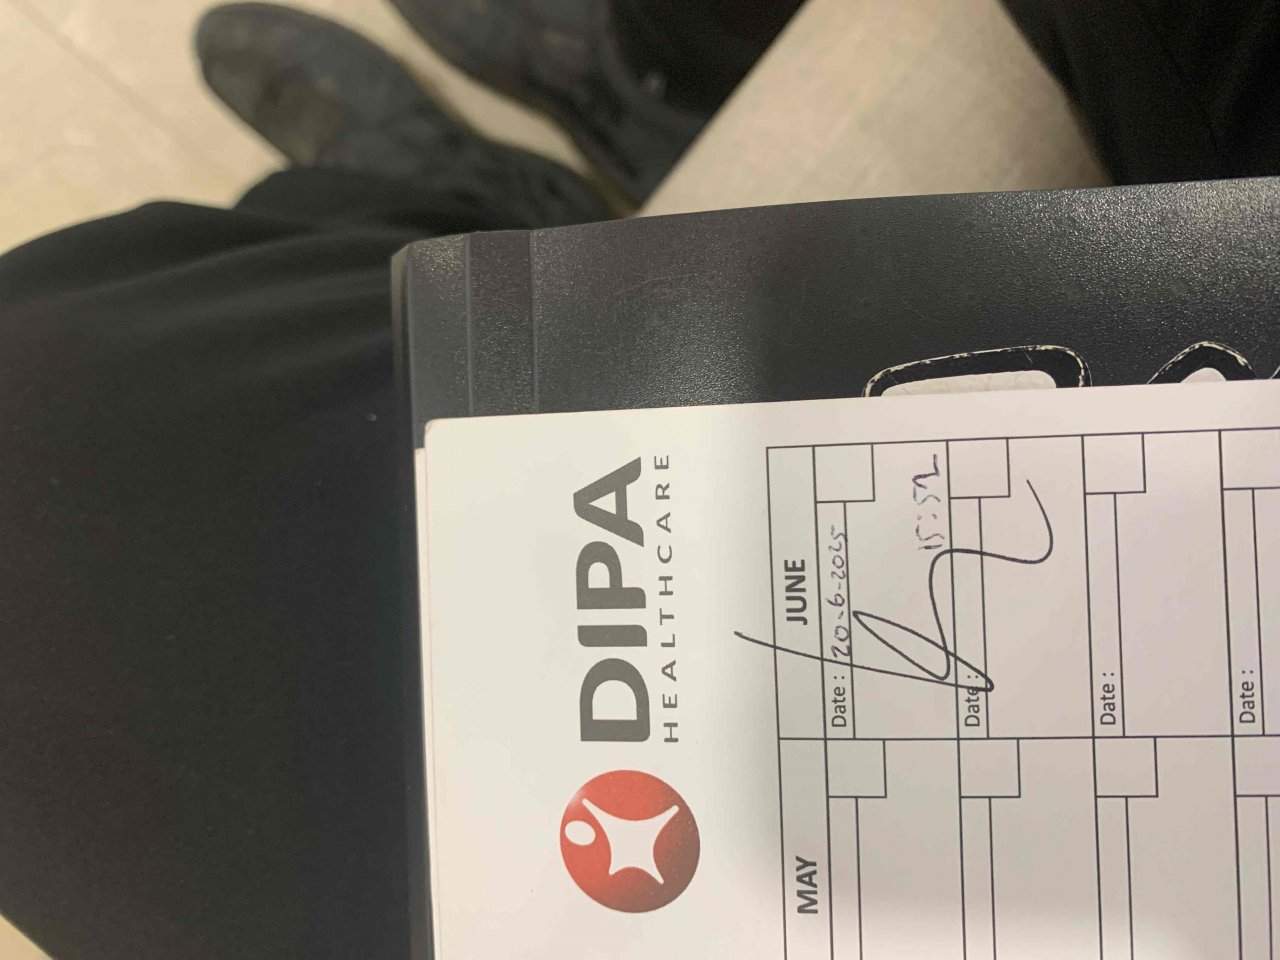 DIPA
HEALTHCARE
MAY
JUNE
Date : 20-6-2025
15:52
Date :
Date :
Date :